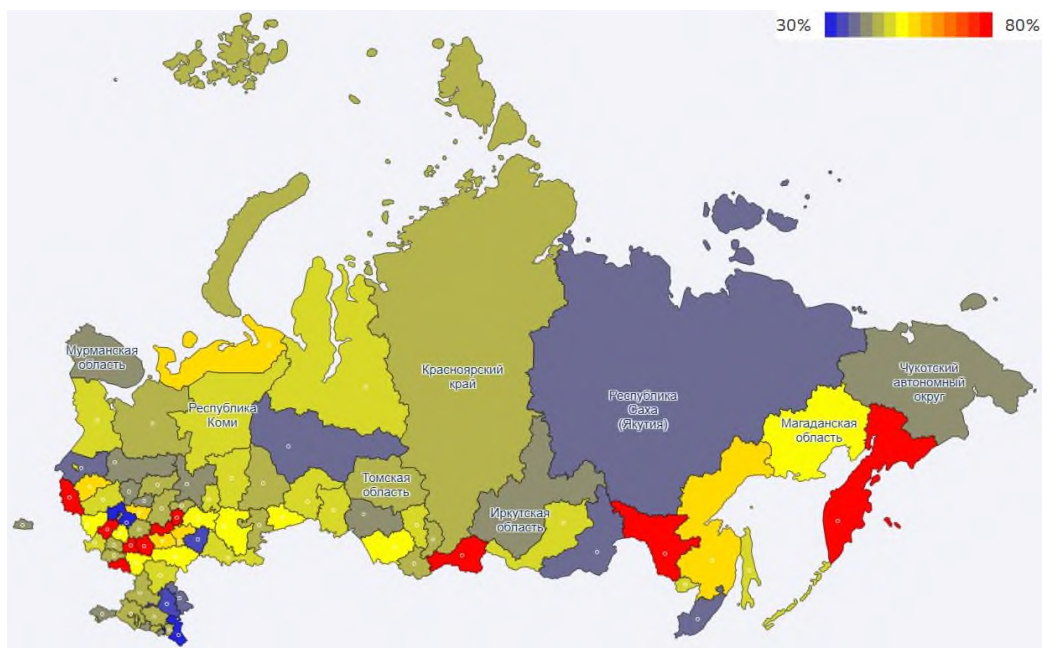 30%
80%
Мурманская
область
Республика
Коми
Красноярский
край
Республика
Саха
(Якутия)
Чукотский
автономный
округ
Магаданская
область
Томская
область
Иркутская
область